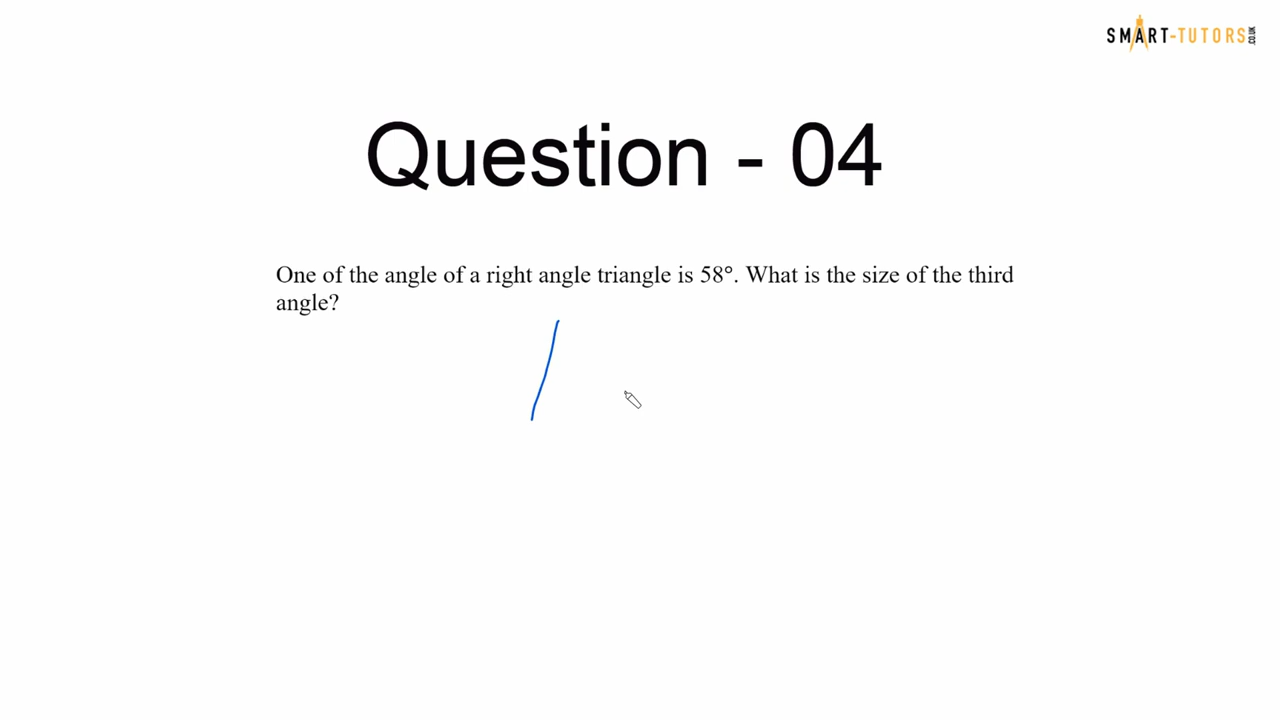 SMART-TUTORS.CO.UK
Question - 04
One of the angle of a right angle triangle is 58°. What is the size of the third
angle?